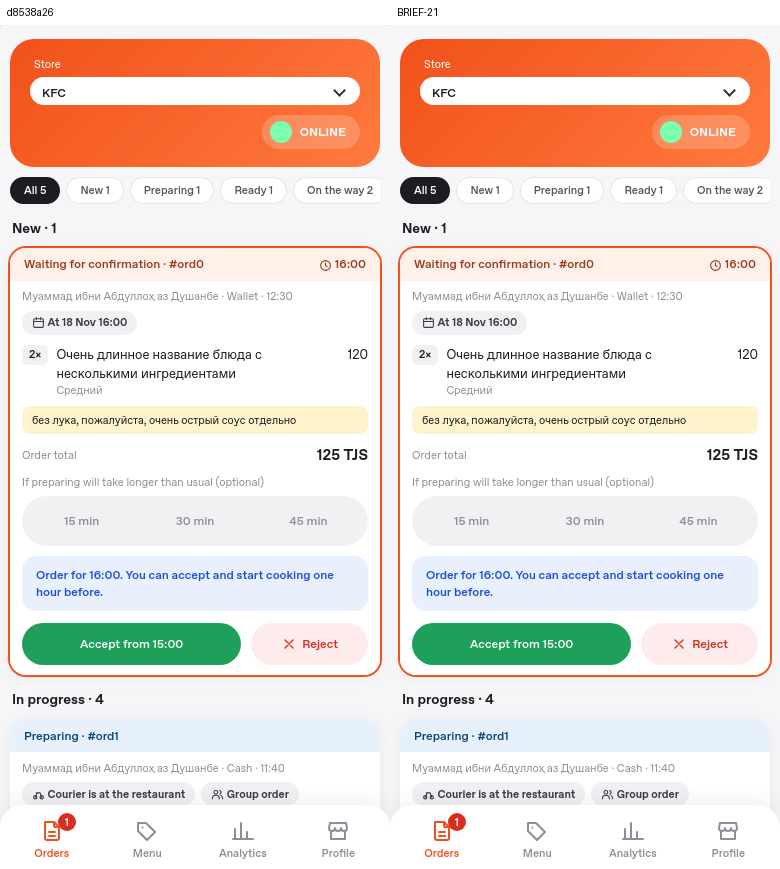 d8538a26
Store
KFC
ONLINE
All 5
New 1
Preparing 1
Ready 1
On the way 2
New · 1
Waiting for confirmation · #ord0
16:00
Муаммад ибни Абдуллоҳ аз Душанбе · Wallet · 12:30
At 18 Nov 16:00
2×
Очень длинное название блюда с
120
несколькими ингредиентами
Средний
без лука, пожалуйста, очень острый соус отдельно
Order total
125 TJS
If preparing will take longer than usual (optional)
15 min
30 min
45 min
Order for 16:00. You can accept and start cooking one
hour before.
Accept from 15:00
Reject
In progress · 4
Preparing · #ord1
Муаммад ибни Абдуллоҳ аз Душанбе · Cash · 11:40
Courier is at the restaurant
Group order
1
Orders
Menu
Analytics
Profile
BRIEF-21
Store
KFC
ONLINE
All 5
New 1
Preparing 1
Ready 1
On the way 2
New · 1
Waiting for confirmation · #ord0
16:00
Муаммад ибни Абдуллоҳ аз Душанбе · Wallet · 12:30
At 18 Nov 16:00
2×
Очень длинное название блюда с
120
несколькими ингредиентами
Средний
без лука, пожалуйста, очень острый соус отдельно
Order total
125 TJS
If preparing will take longer than usual (optional)
15 min
30 min
45 min
Order for 16:00. You can accept and start cooking one
hour before.
Accept from 15:00
Reject
In progress · 4
Preparing · #ord1
Муаммад ибни Абдуллоҳ аз Душанбе · Cash · 11:40
Courier is at the restaurant
Group order
1
Orders
Menu
Analytics
Profile